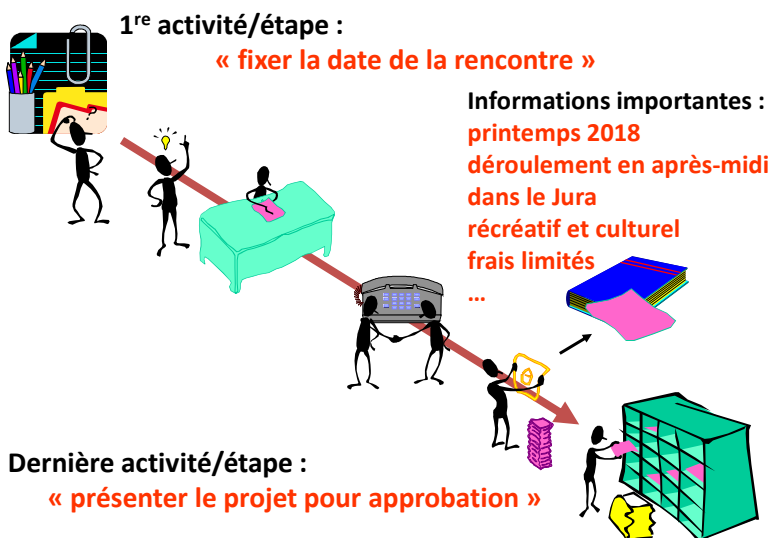 1re activité/étape :
« fixer la date de la rencontre »
Informations importantes :
printemps 2018
déroulement en après-midi
dans le Jura
récréatif et culturel
frais limités
...
Dernière activité/étape :
« présenter le projet pour approbation »